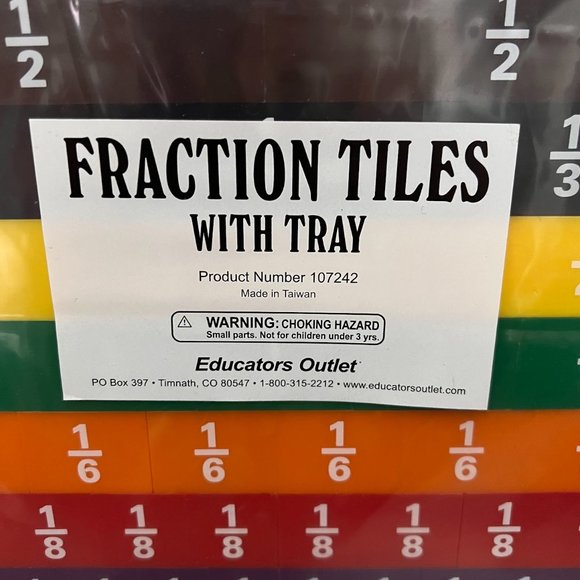 1/2 1/2
1/3
FRACTION TILES
WITH TRAY
Product Number 107242
Made in Taiwan
⚠ WARNING: CHOKING HAZARD
Small parts. Not for children under 3 yrs.
Educators Outlet
PO Box 397 • Timnath, CO 80547 • 1-800-315-2212 • www.educatorsoutlet.com
1/6 1/6 1/6 1/6
1/8 1/8 1/8 1/8 1/8 1/8